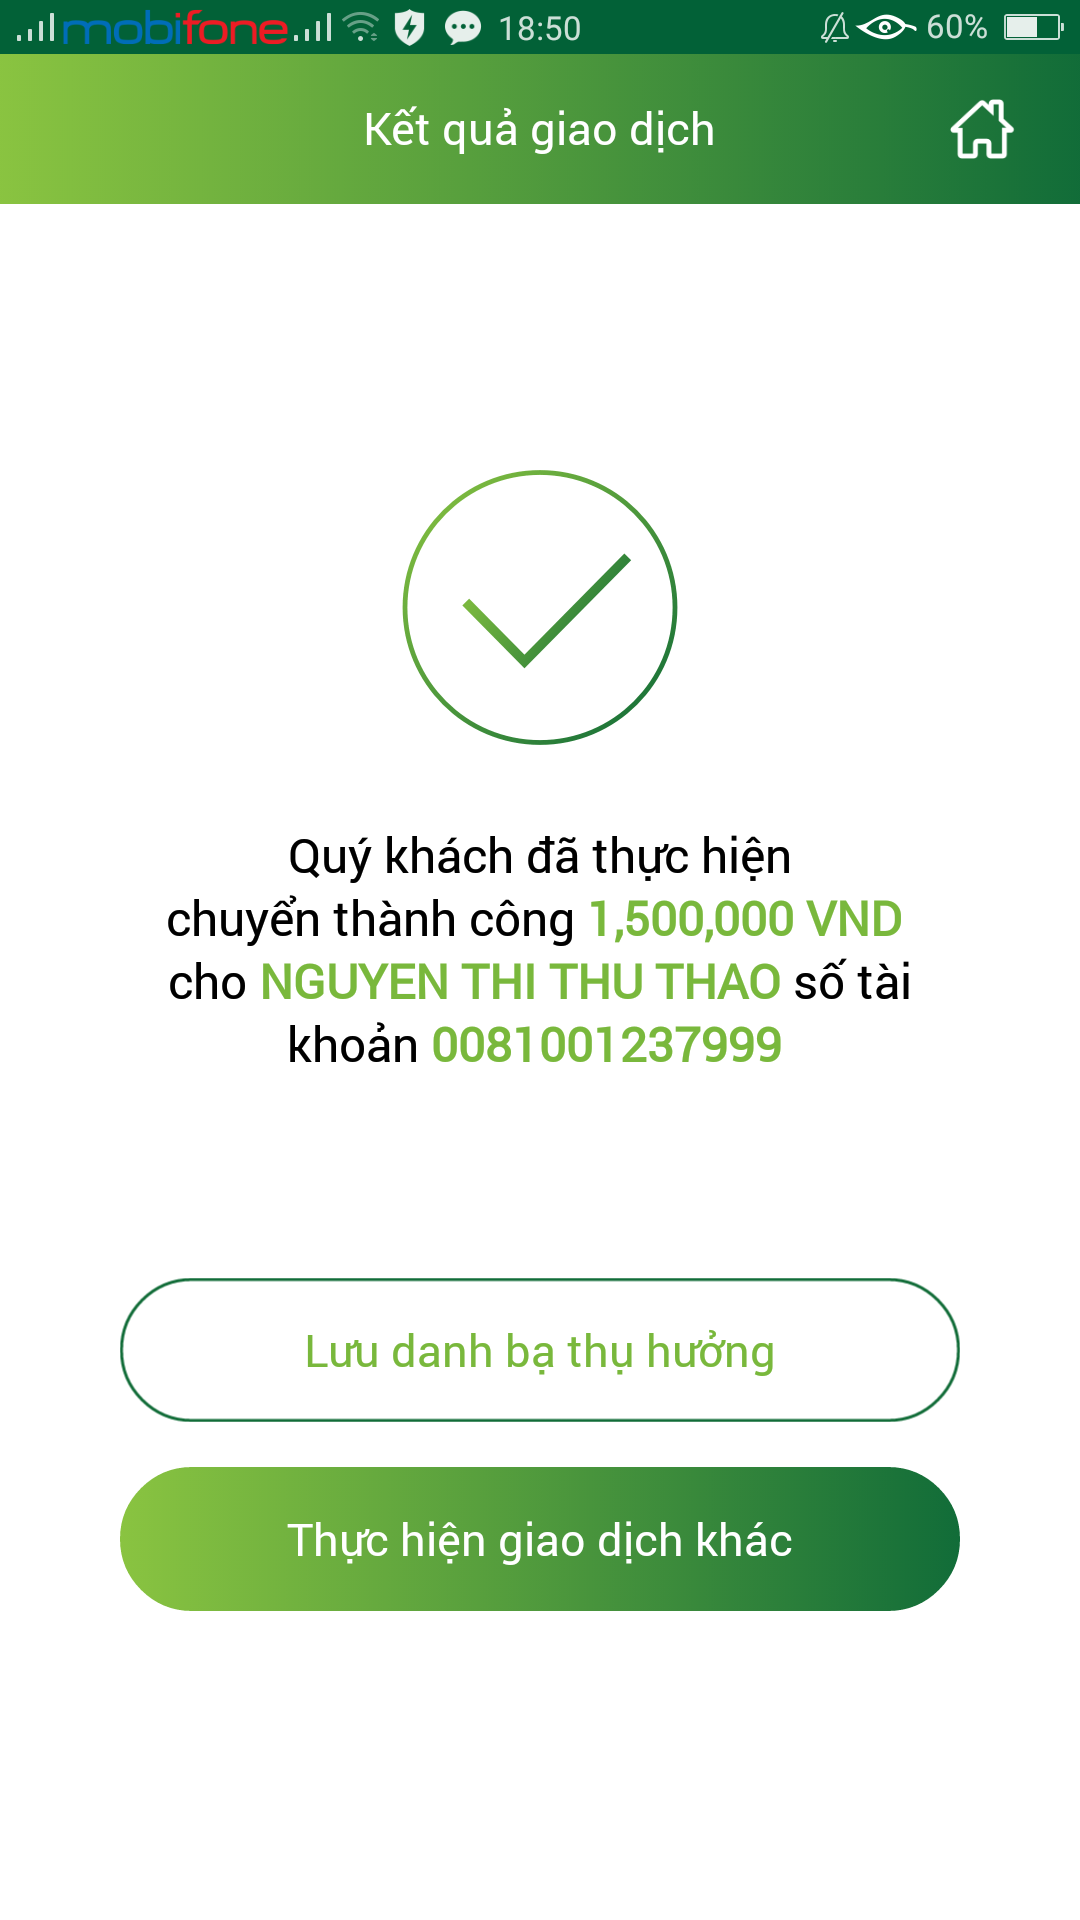 mobifone 18:50 60%
Kết quả giao dịch
Quý khách đã thực hiện
chuyển thành công 1,500,000 VND
cho NGUYEN THI THU THAO số tài
khoản 0081001237999
Lưu danh bạ thụ hưởng
Thực hiện giao dịch khác